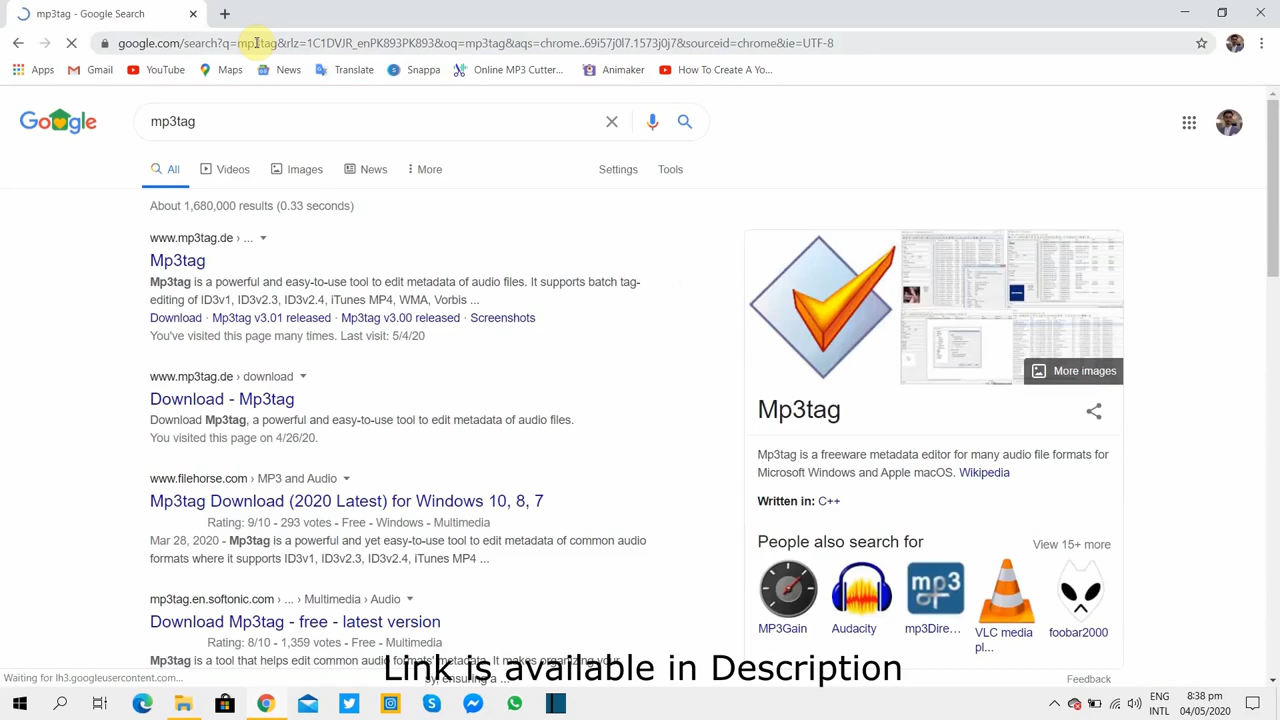 mp3tag - Google Search
google.com/search?q=mp3tag&rlz=1C1DVJR_enPK893PK893&oq=mp3tag&aqs=chrome..69i57j0l7.1573j0j7&sourceid=chrome&ie=UTF-8
Apps Gmail YouTube Maps News Translate Snappa Online MP3 Cutter... Animaker How To Create A Yo...
Google
mp3tag
All Videos Images News More Settings Tools
About 1,680,000 results (0.33 seconds)
www.mp3tag.de › ...
Mp3tag
Mp3tag is a powerful and easy-to-use tool to edit metadata of audio files. It supports batch tag-
editing of ID3v1, ID3v2.3, ID3v2.4, iTunes MP4, WMA, Vorbis ...
Download · Mp3tag v3.01 released · Mp3tag v3.00 released · Screenshots
You've visited this page many times. Last visit: 5/4/20
www.mp3tag.de › download
Download - Mp3tag
Download Mp3tag, a powerful and easy-to-use tool to edit metadata of audio files.
You visited this page on 4/26/20.
www.filehorse.com › MP3 and Audio
Mp3tag Download (2020 Latest) for Windows 10, 8, 7
Rating: 9/10 - 293 votes - Free - Windows - Multimedia
Mar 28, 2020 - Mp3tag is a powerful and yet easy-to-use tool to edit metadata of common audio
formats where it supports ID3v1, ID3v2.3, ID3v2.4, iTunes MP4 ...
mp3tag.en.softonic.com › ... › Multimedia › Audio
Download Mp3tag - free - latest version
Rating: 8/10 - 1,359 votes - Free - Multimedia
Mp3tag is a tool that helps edit common audio formats' metadata. It makes organizing your
sy, ensuring a ...
More images
Mp3tag
Mp3tag is a freeware metadata editor for many audio file formats for
Microsoft Windows and Apple macOS. Wikipedia
Written in: C++
People also search for View 15+ more
mp3
MP3Gain Audacity mp3Dire... VLC media pl... foobar2000
Feedback
Link is available in Description
Waiting for lh3.googleusercontent.com...
ENG 8:38 pm
INTL 04/05/2020